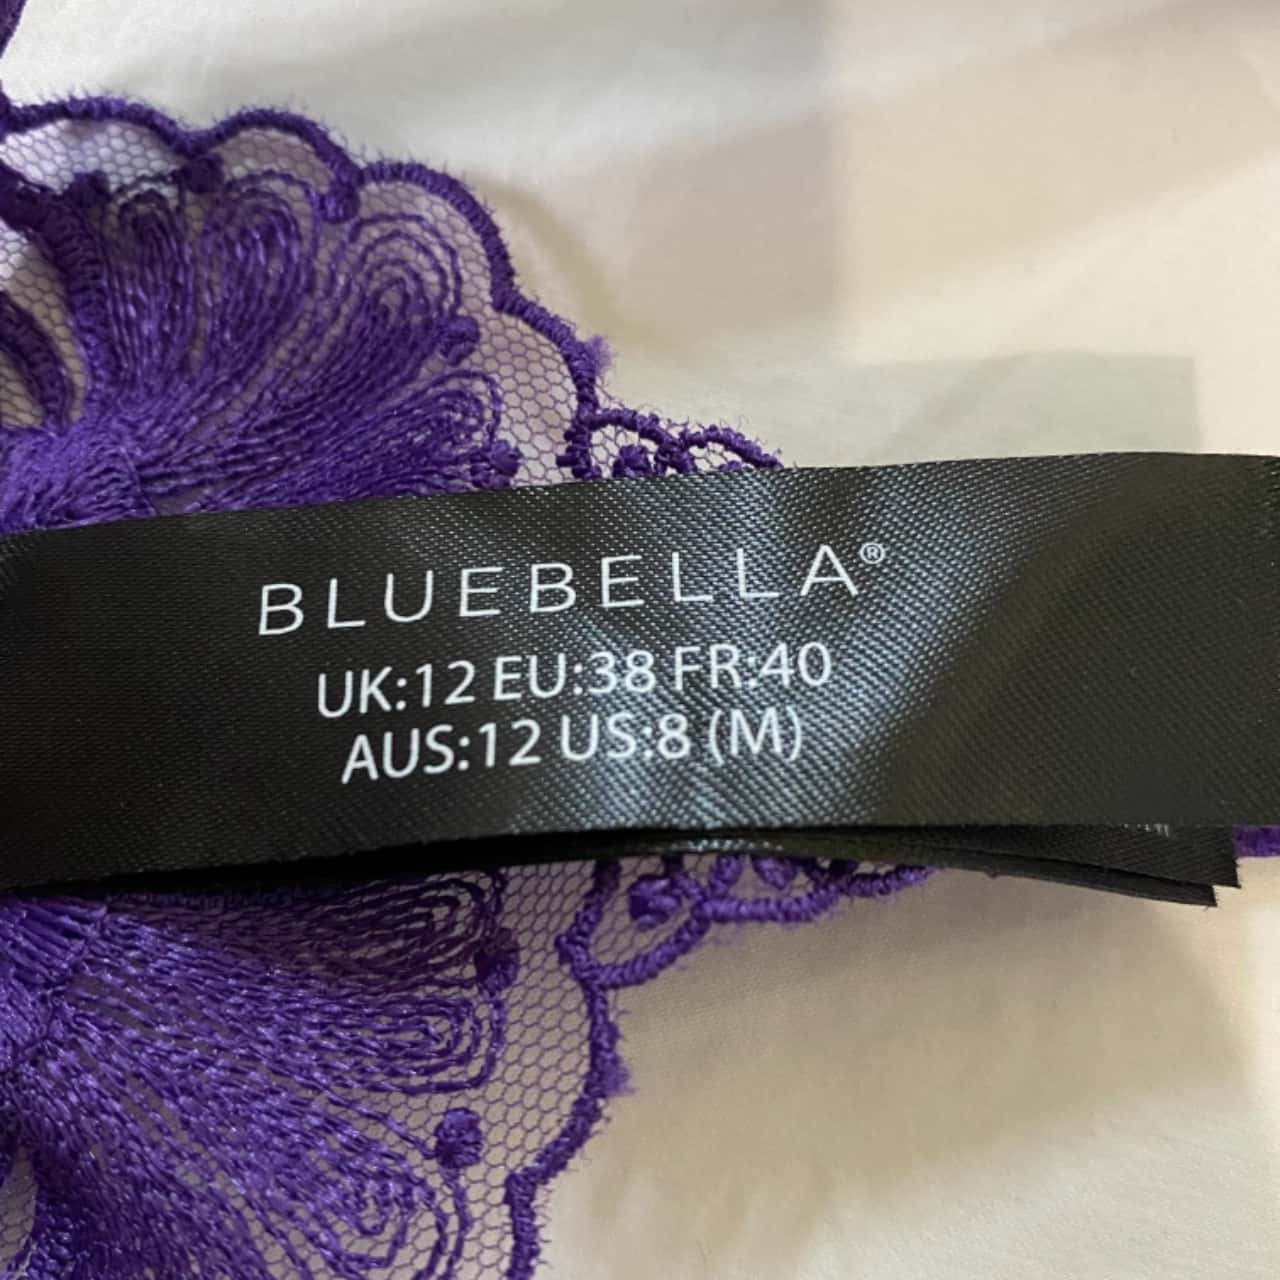 BLUEBELLA®
UK:12 EU:38 FR:40
AUS:12 US:8 (M)